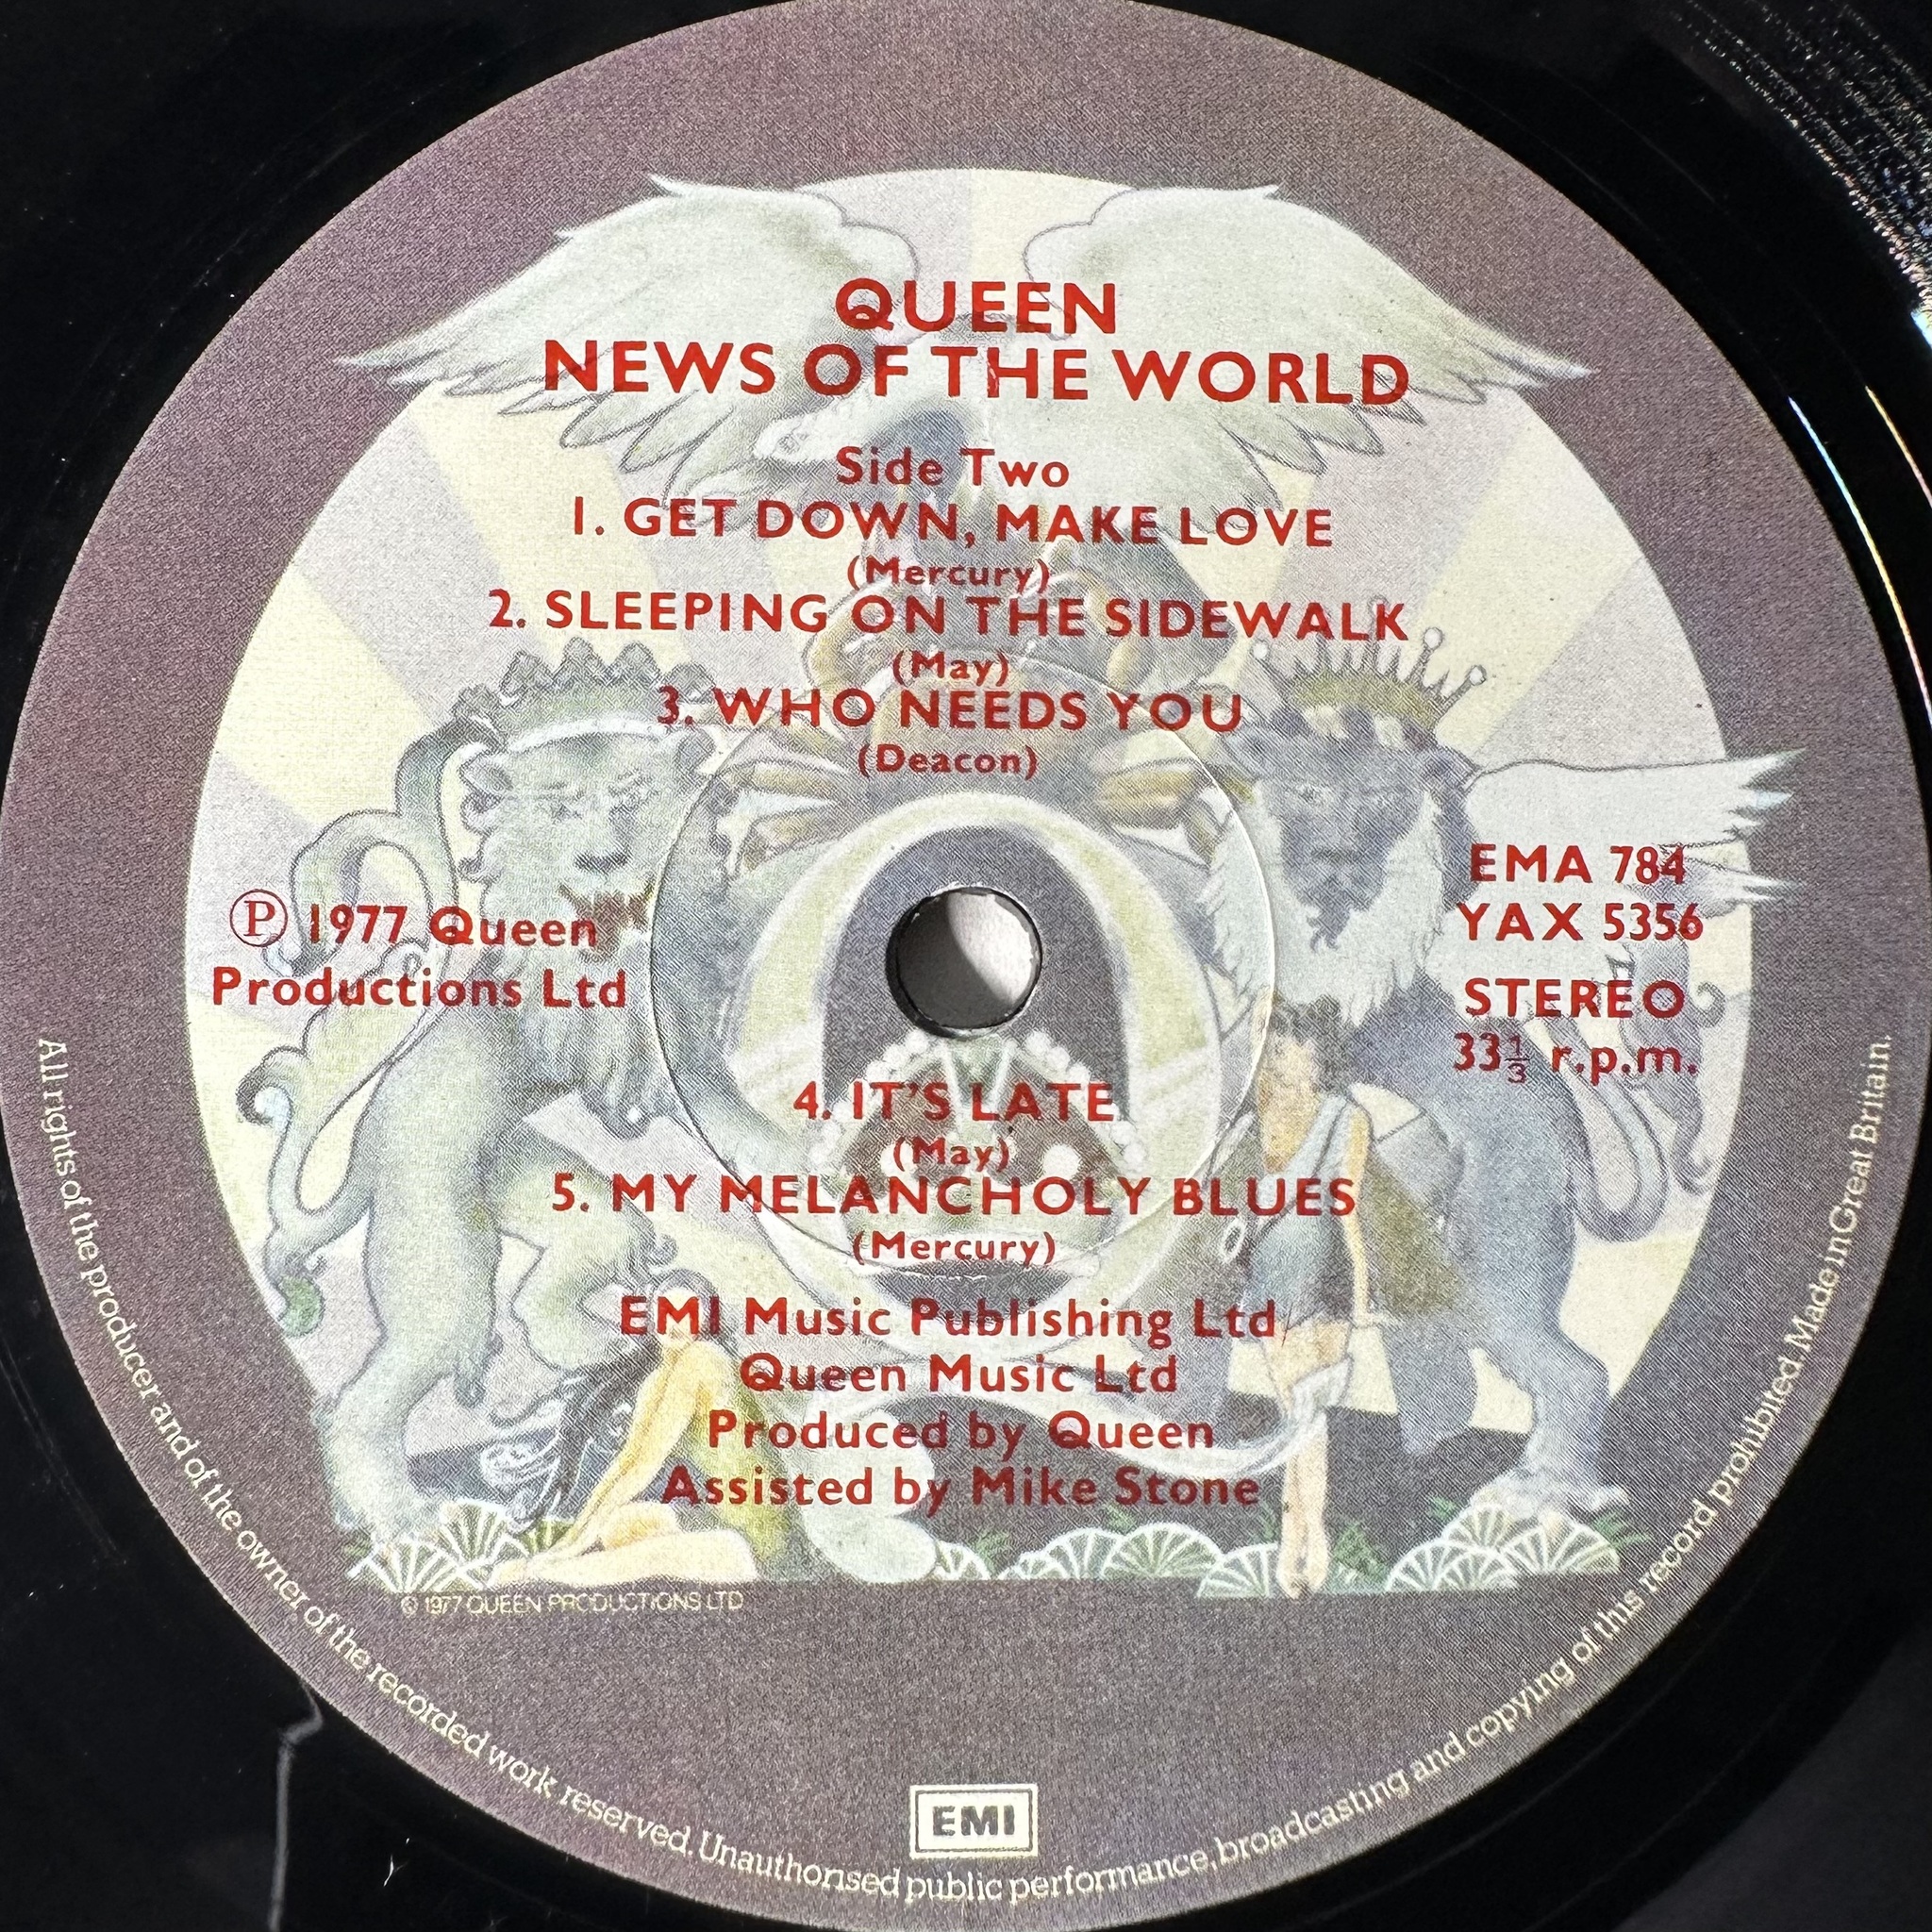 QUEEN
NEWS OF THE WORLD
Side Two
1. GET DOWN, MAKE LOVE
(Mercury)
2. SLEEPING ON THE SIDEWALK
(May)
3. WHO NEEDS YOU
(Deacon)
Ⓟ 1977 Queen
Productions Ltd
EMA 784
YAX 5356
STEREO
33⅓ r.p.m.
4. IT'S LATE
(May)
5. MY MELANCHOLY BLUES
(Mercury)
EMI Music Publishing Ltd
Queen Music Ltd
Produced by Queen
Assisted by Mike Stone
© 1977 QUEEN PRODUCTIONS LTD
EMI
All rights of the producer and of the owner of the recorded work reserved. Unauthorised public performance, broadcasting and copying of this record prohibited. Made in Great Britain.